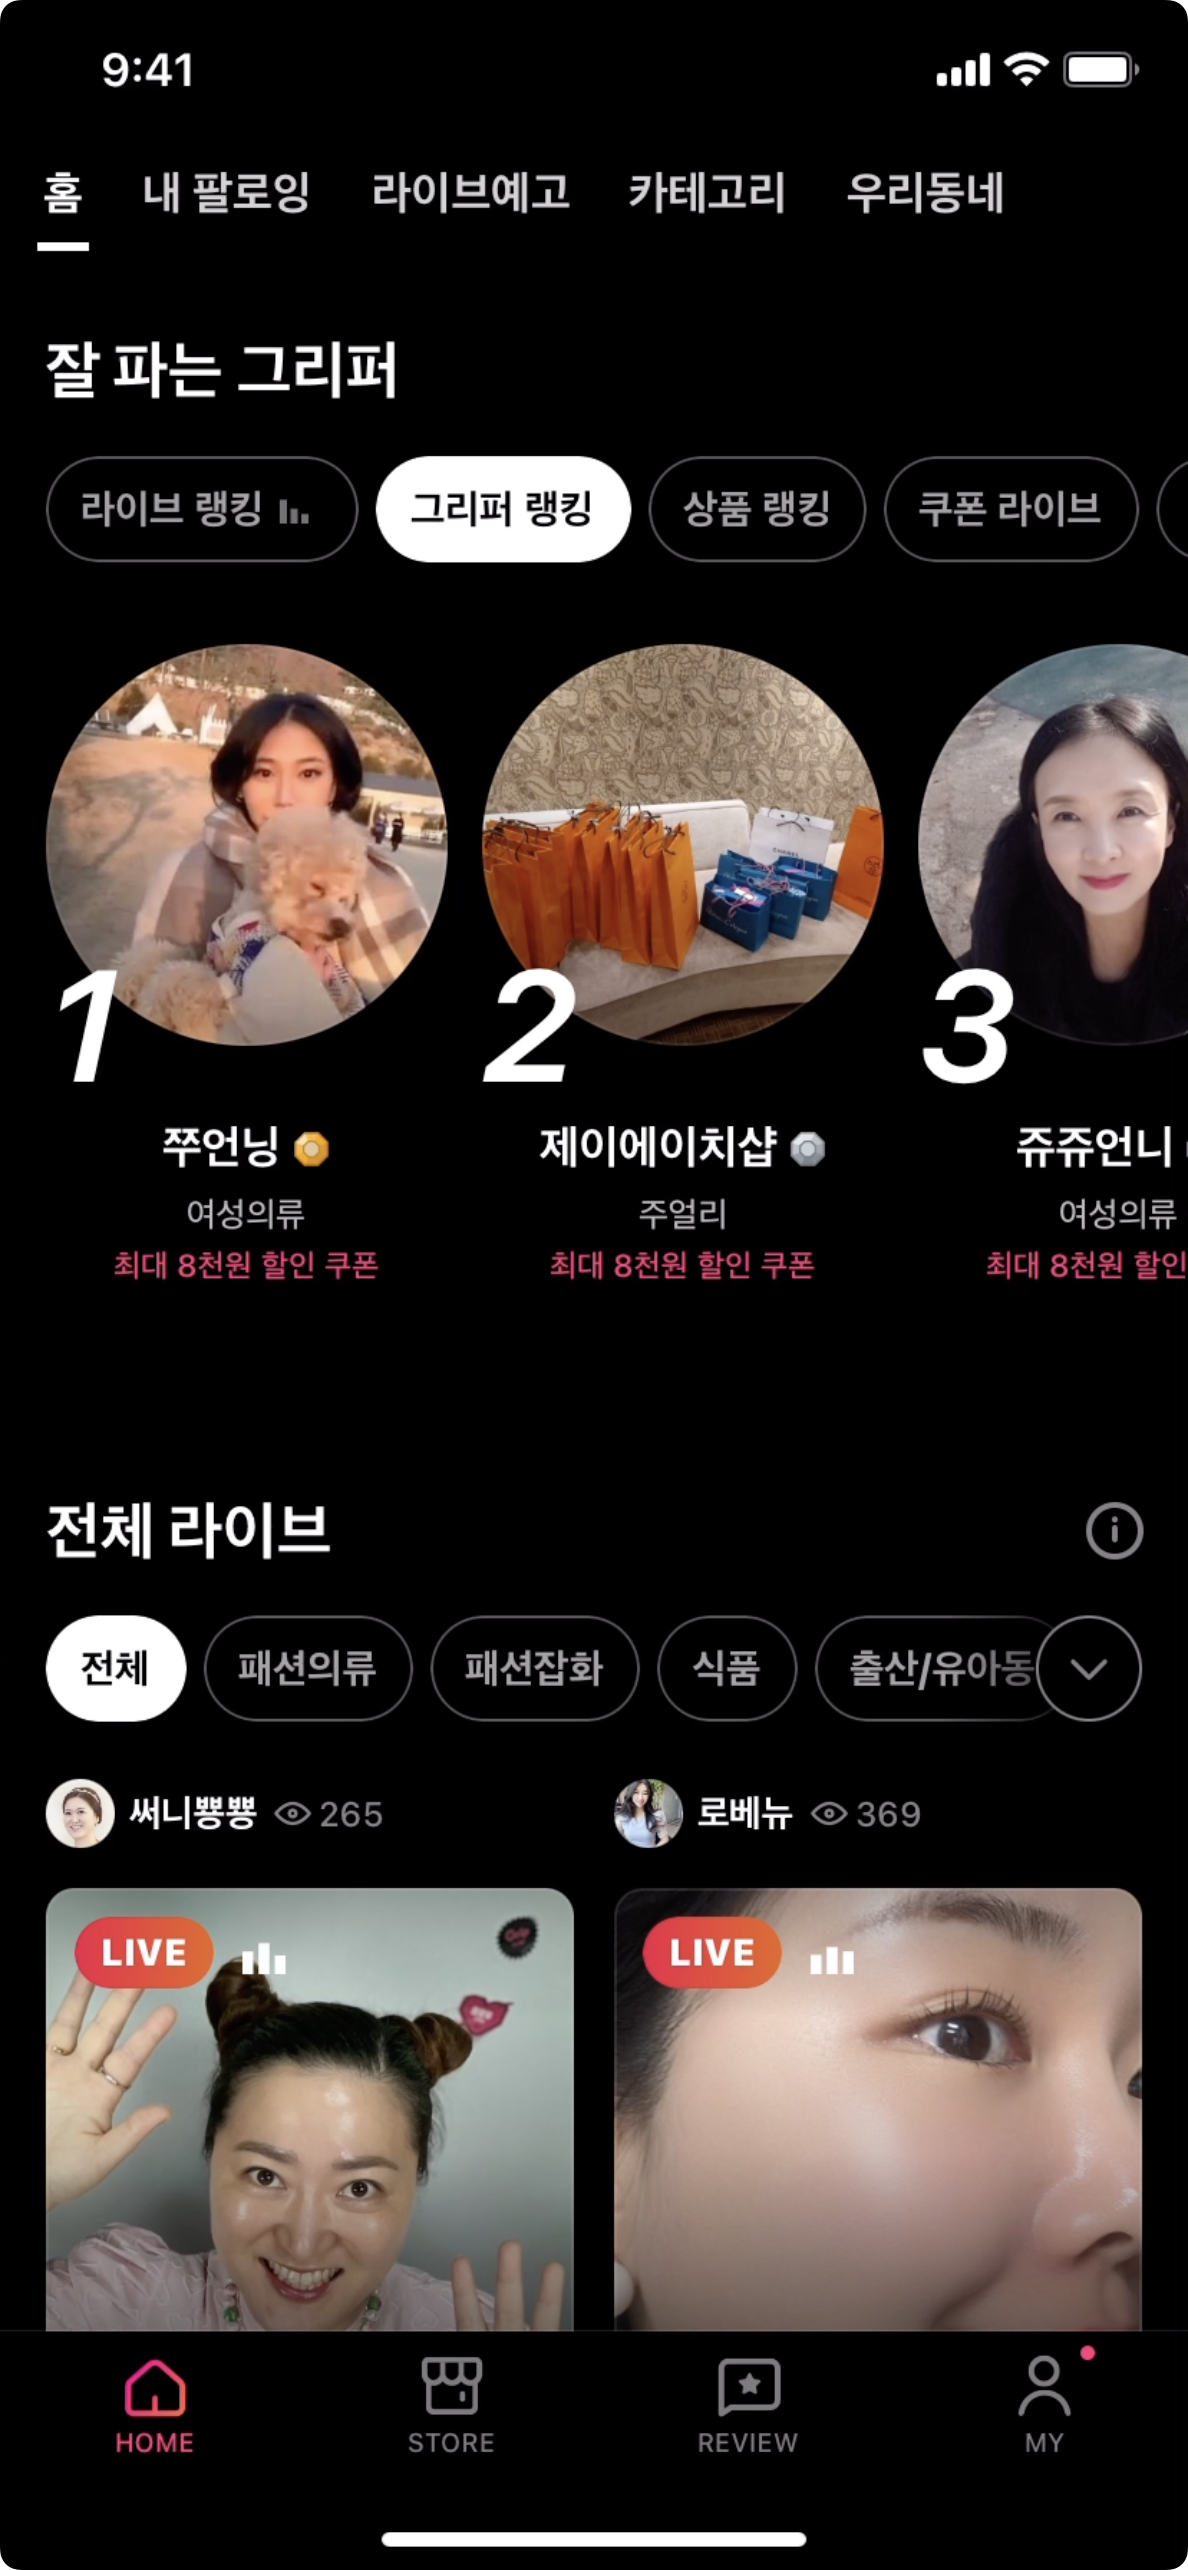 9:41
홈 내 팔로잉 라이브예고 카테고리 우리동네
잘 파는 그리퍼
라이브 랭킹 그리퍼 랭킹 상품 랭킹 쿠폰 라이브
CHANEL
1 2 3
쭈언닝 제이에이치샵 쥬쥬언니
여성의류 주얼리 여성의류
최대 8천원 할인 쿠폰 최대 8천원 할인 쿠폰 최대 8천원 할인
전체 라이브
전체 패션의류 패션잡화 식품 출산/유아동
써니뿅뿅 265 로베뉴 369
LIVE LIVE
HOME STORE REVIEW MY